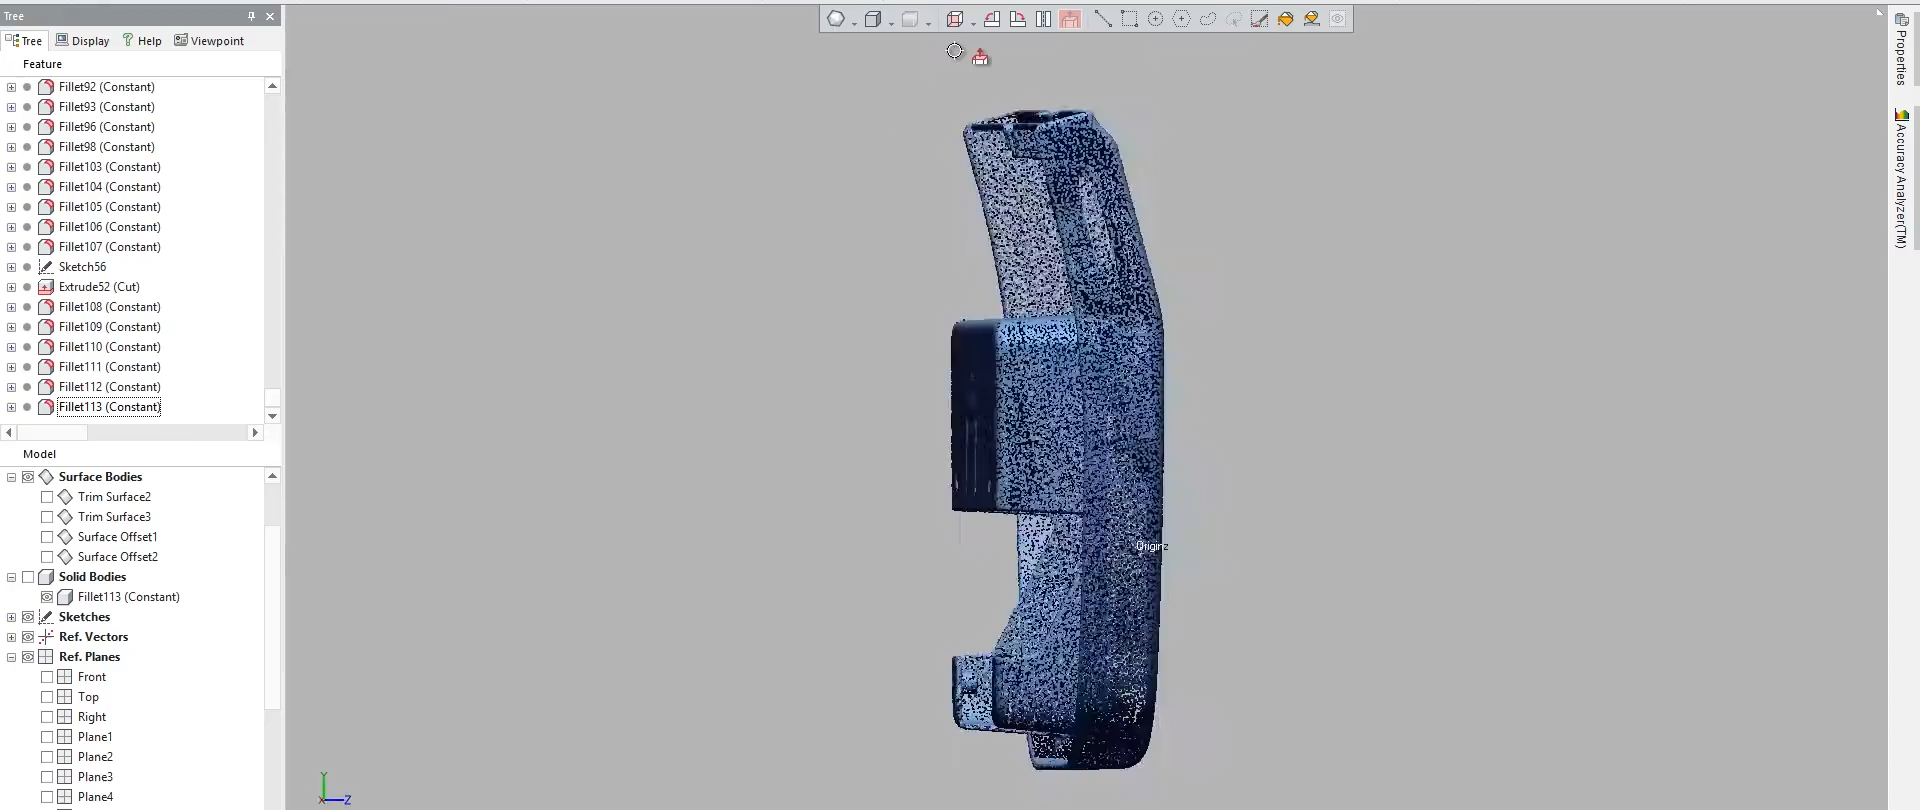 Tree
Tree Display Help Viewpoint
Feature
Fillet92 (Constant)
Fillet93 (Constant)
Fillet96 (Constant)
Fillet98 (Constant)
Fillet103 (Constant)
Fillet104 (Constant)
Fillet105 (Constant)
Fillet106 (Constant)
Fillet107 (Constant)
Sketch56
Extrude52 (Cut)
Fillet108 (Constant)
Fillet109 (Constant)
Fillet110 (Constant)
Fillet111 (Constant)
Fillet112 (Constant)
Fillet113 (Constant)
Model
Surface Bodies
Trim Surface2
Trim Surface3
Surface Offset1
Surface Offset2
Solid Bodies
Fillet113 (Constant)
Sketches
Ref. Vectors
Ref. Planes
Front
Top
Right
Plane1
Plane2
Plane3
Plane4
Y
X Z
Properties
Accuracy Analyzer(TM)